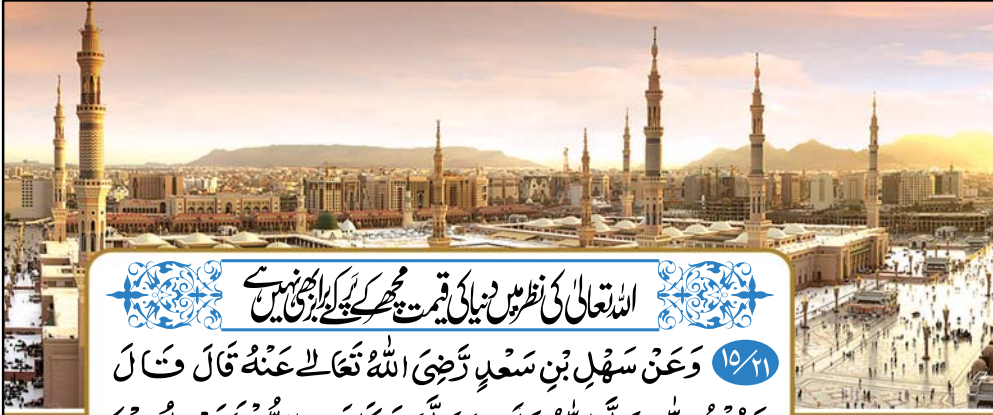 اللہ تعالیٰ کی نظر میں دنیا کی قیمت مچھر کے پَر کے برابر بھی نہیں ہے
۱۵/۲۱ وَعَنْ سَهْلِ بْنِ سَعْدٍ رَّضِیَ اللّٰهُ تَعَالٰے عَنْهُ قَالَ قَالَ